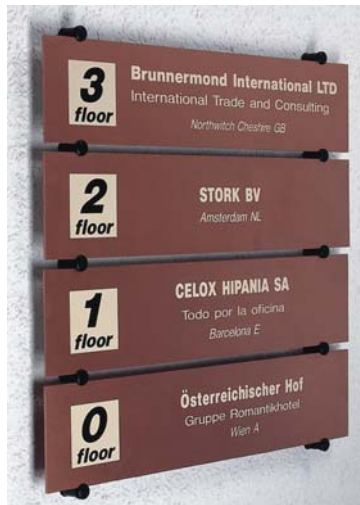 3
floor
Brunnermond International LTD
International Trade and Consulting
Northwitch Cheshire GB
2
floor
STORK BV
Amsterdam NL
1
floor
CELOX HIPANIA SA
Todo por la oficina
Barcelona E
0
floor
Österreichischer Hof
Gruppe Romantikhotel
Wien A